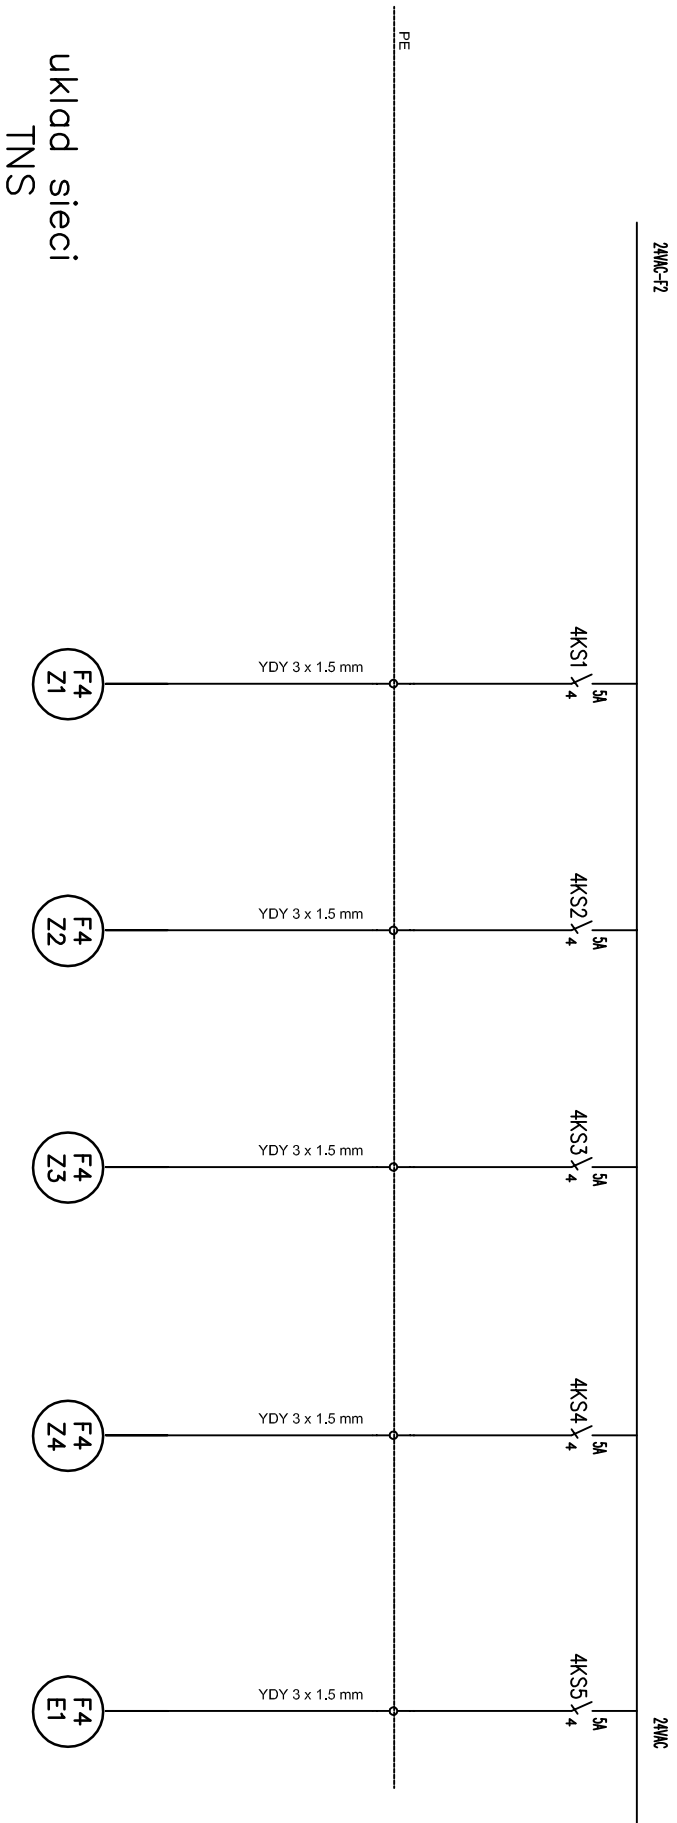 24VAC-F2
24VAC
4KS1
5A
4
4KS2
5A
4
4KS3
5A
4
4KS4
5A
4
4KS5
5A
4
PE
YDY 3 x 1.5 mm
YDY 3 x 1.5 mm
YDY 3 x 1.5 mm
YDY 3 x 1.5 mm
YDY 3 x 1.5 mm
F4
Z1
F4
Z2
F4
Z3
F4
Z4
F4
E1
uklad sieci
TNS